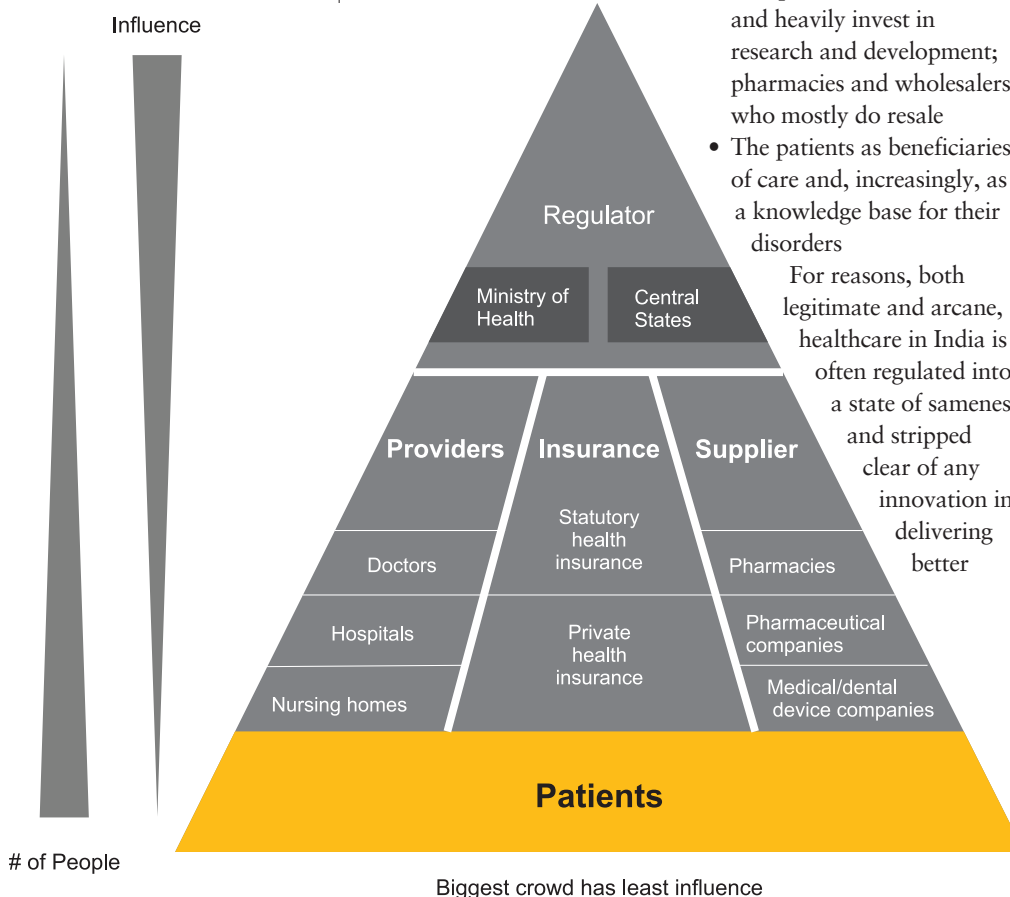 Influence
and heavily invest in
research and development;
pharmacies and wholesalers
who mostly do resale
• The patients as beneficiaries
of care and, increasingly, as
a knowledge base for their
disorders
For reasons, both
legitimate and arcane,
healthcare in India is
often regulated into
a state of samenes
and stripped
clear of any
innovation in
delivering
better
Regulator
Ministry of
Health
Central
States
Providers
Insurance
Supplier
Doctors
Hospitals
Nursing homes
Statutory
health
insurance
Private
health
insurance
Pharmacies
Pharmaceutical
companies
Medical/dental
device companies
Patients
# of People
Biggest crowd has least influence